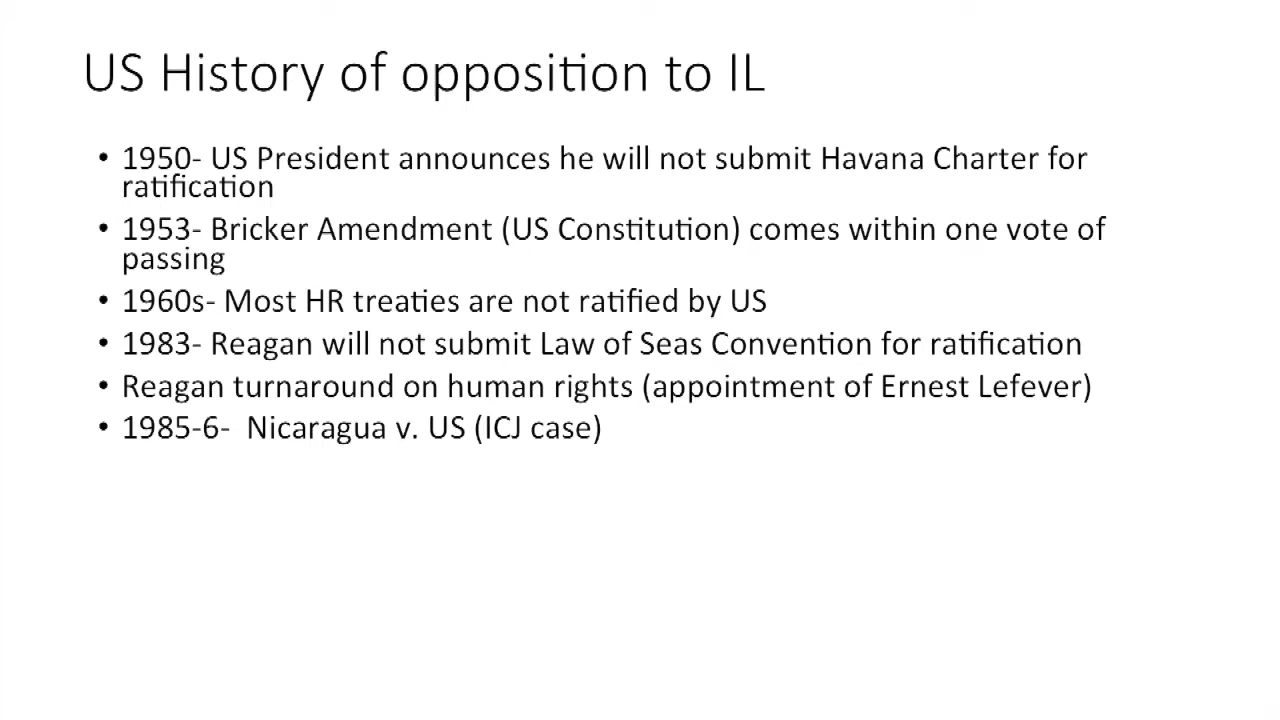 US History of opposition to IL
• 1950- US President announces he will not submit Havana Charter for
ratification
• 1953- Bricker Amendment (US Constitution) comes within one vote of
passing
• 1960s- Most HR treaties are not ratified by US
• 1983- Reagan will not submit Law of Seas Convention for ratification
• Reagan turnaround on human rights (appointment of Ernest Lefever)
• 1985-6-  Nicaragua v. US (ICJ case)